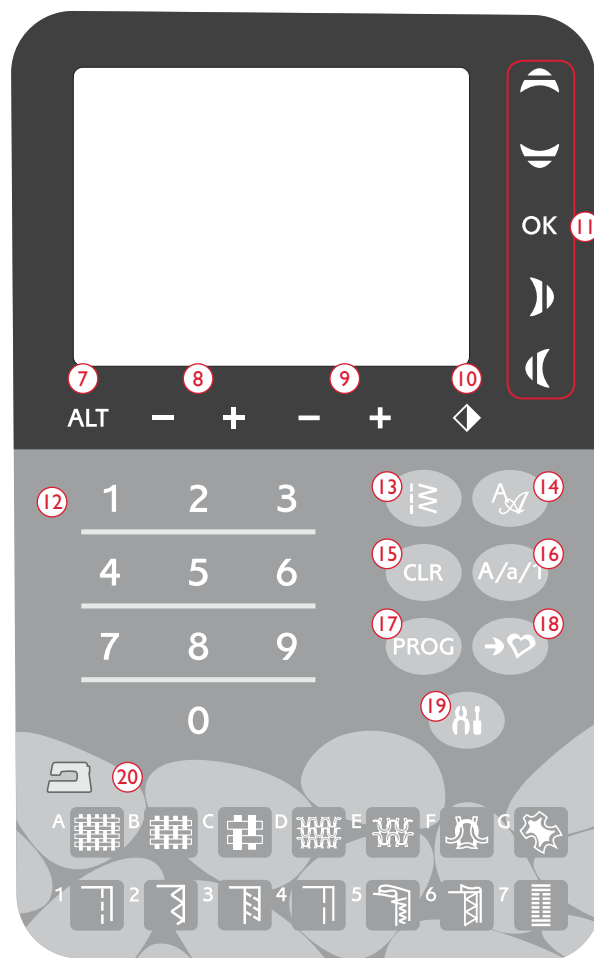 OK 11
7 8 9 10
ALT − + − +
12 1 2 3 13 14
4 5 6 15 CLR 16 A/a/1
7 8 9 17 PROG 18
0 19
20
A B C D E F G
1 2 3 4 5 6 7